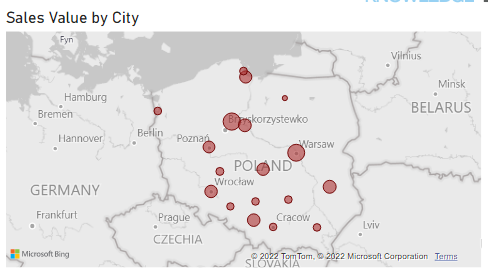 Sales Value by City
Fyn
Vilnius
Hamburg
Minsk
Bremen
BELARUS
Berlin
Hannover
Poznań
Warsaw
POLAND
Wrocław
GERMANY
Frankfurt
Prague
Cracow
Lviv
CZECHIA
Microsoft Bing
© 2022 TomTom, © 2022 Microsoft Corporation Terms
SLOVAKIA